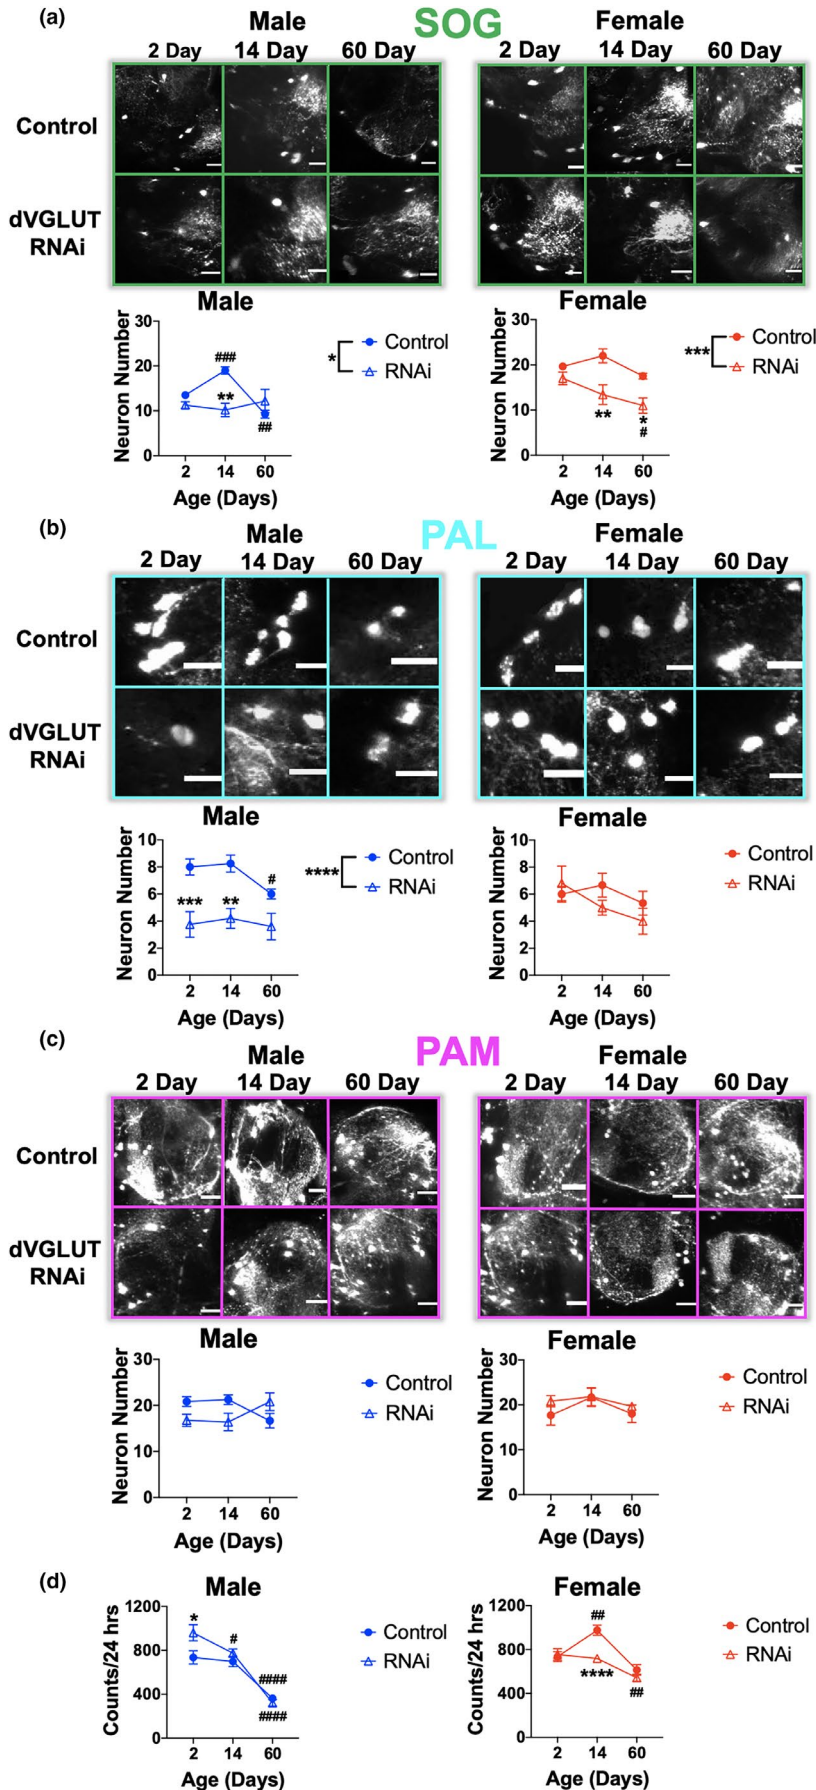 (a)
SOG
Male
Female
2 Day 14 Day 60 Day
2 Day 14 Day 60 Day
Control
dVGLUT
RNAi
Male
Neuron Number
30
20
10
0
###
**
##
2 14 60
Age (Days)
*
Control
RNAi
Female
Neuron Number
30
20
10
0
**
*
#
2 14 60
Age (Days)
***
Control
RNAi
(b)
PAL
Male
Female
2 Day 14 Day 60 Day
2 Day 14 Day 60 Day
Control
dVGLUT
RNAi
Male
Neuron Number
10
8
6
4
2
0
***
**
#
2 14 60
Age (Days)
****
Control
RNAi
Female
Neuron Number
10
8
6
4
2
0
2 14 60
Age (Days)
Control
RNAi
(c)
PAM
Male
Female
2 Day 14 Day 60 Day
2 Day 14 Day 60 Day
Control
dVGLUT
RNAi
Male
Neuron Number
30
20
10
0
2 14 60
Age (Days)
Control
RNAi
Female
Neuron Number
30
20
10
0
2 14 60
Age (Days)
Control
RNAi
(d)
Male
Counts/24 hrs
1200
800
400
0
*
#
####
####
2 14 60
Age (Days)
Control
RNAi
Female
Counts/24 hrs
1200
800
400
0
##
****
##
2 14 60
Age (Days)
Control
RNAi